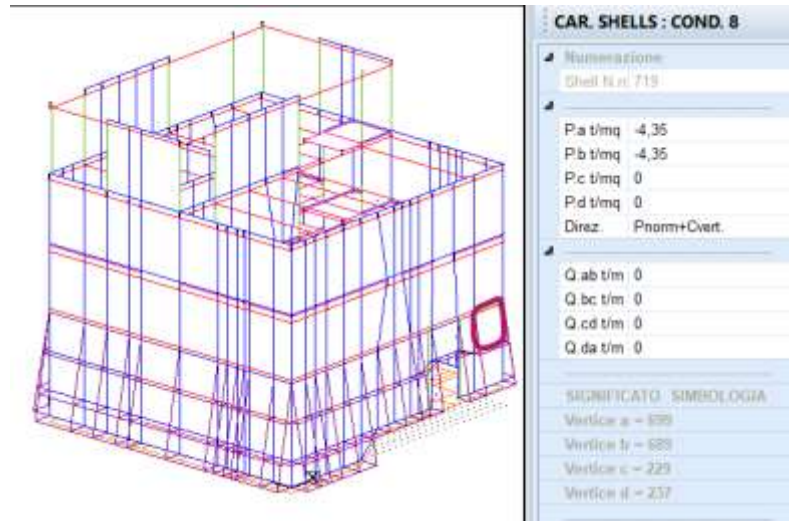 CAR. SHELLS : COND. 8
Numerazione
Shell N.n: 719
P.a t/mq -4,35
P.b t/mq -4,35
P.c t/mq 0
P.d t/mq 0
Direz. Pnorm+Cvert.
Q.ab t/m 0
Q.bc t/m 0
Q.cd t/m 0
Q.da t/m 0
SIGNIFICATO SIMBOLOGIA
Vertice a = 699
Vertice b = 689
Vertice c = 229
Vertice d = 237